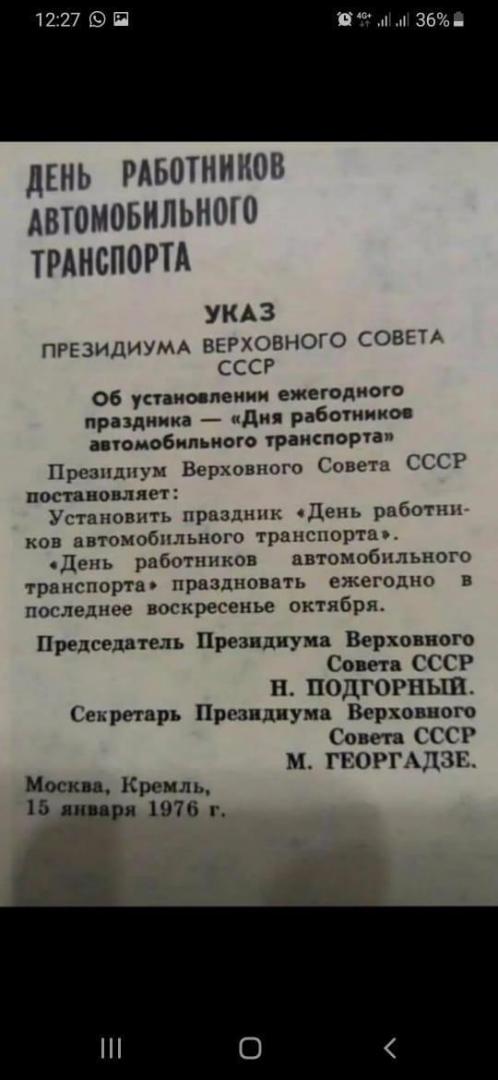 12:27
4G+
36%
ДЕНЬ РАБОТНИКОВ
АВТОМОБИЛЬНОГО
ТРАНСПОРТА
УКАЗ
ПРЕЗИДИУМА ВЕРХОВНОГО СОВЕТА
СССР
Об установлении ежегодного
праздника — «Дня работников
автомобильного транспорта»
Президиум Верховного Совета СССР
постановляет:
Установить праздник «День работни-
ков автомобильного транспорта».
«День работников автомобильного
транспорта» праздновать ежегодно в
последнее воскресенье октября.
Председатель Президиума Верховного
Совета СССР
Н. ПОДГОРНЫЙ.
Секретарь Президиума Верховного
Совета СССР
М. ГЕОРГАДЗЕ.
Москва, Кремль,
15 января 1976 г.